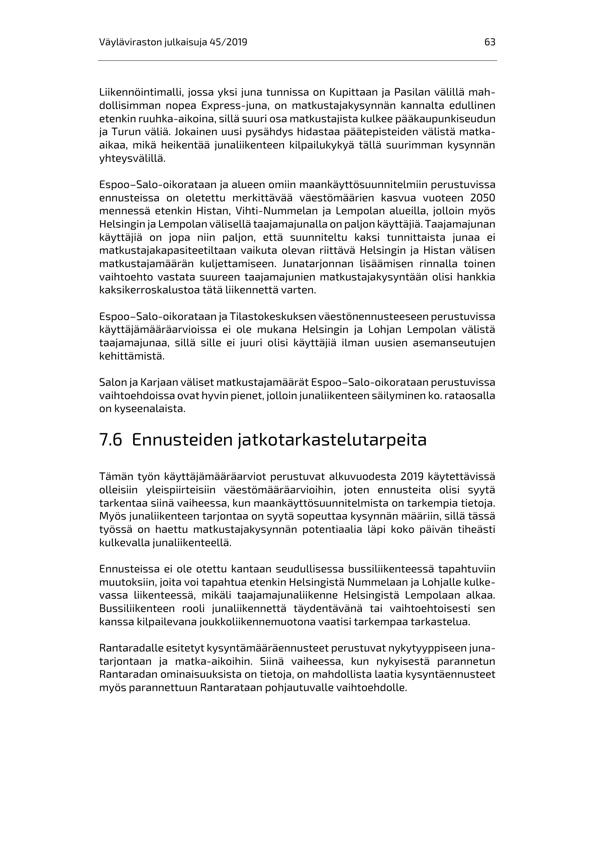 Väyläviraston julkaisuja 45/2019 63
Liikennöintimalli, jossa yksi juna tunnissa on Kupittaan ja Pasilan välillä mah-
dollisimman nopea Express-juna, on matkustajakysynnän kannalta edullinen
etenkin ruuhka-aikoina, sillä suuri osa matkustajista kulkee pääkaupunkiseudun
ja Turun väliä. Jokainen uusi pysähdys hidastaa päätepisteiden välistä matka-
aikaa, mikä heikentää junaliikenteen kilpailukykyä tällä suurimman kysynnän
yhteysvälillä.
Espoo–Salo-oikorataan ja alueen omiin maankäyttösuunnitelmiin perustuvissa
ennusteissa on oletettu merkittävää väestömäärien kasvua vuoteen 2050
mennessä etenkin Histan, Vihti-Nummelan ja Lempolan alueilla, jolloin myös
Helsingin ja Lempolan välisellä taajamajunalla on paljon käyttäjiä. Taajamajunan
käyttäjiä on jopa niin paljon, että suunniteltu kaksi tunnittaista junaa ei
matkustajakapasiteetiltaan vaikuta olevan riittävä Helsingin ja Histan välisen
matkustajamäärän kuljettamiseen. Junatarjonnan lisäämisen rinnalla toinen
vaihtoehto vastata suureen taajamajunien matkustajakysyntään olisi hankkia
kaksikerroskalustoa tätä liikennettä varten.
Espoo–Salo-oikorataan ja Tilastokeskuksen väestönennusteeseen perustuvissa
käyttäjämääräarvioissa ei ole mukana Helsingin ja Lohjan Lempolan välistä
taajamajunaa, sillä sille ei juuri olisi käyttäjiä ilman uusien asemanseutujen
kehittämistä.
Salon ja Karjaan väliset matkustajamäärät Espoo–Salo-oikorataan perustuvissa
vaihtoehdoissa ovat hyvin pienet, jolloin junaliikenteen säilyminen ko. rataosalla
on kyseenalaista.
7.6 Ennusteiden jatkotarkastelutarpeita
Tämän työn käyttäjämääräarviot perustuvat alkuvuodesta 2019 käytettävissä
olleisiin yleispiirteisiin väestömääräarvioihin, joten ennusteita olisi syytä
tarkentaa siinä vaiheessa, kun maankäyttösuunnitelmista on tarkempia tietoja.
Myös junaliikenteen tarjontaa on syytä sopeuttaa kysynnän määriin, sillä tässä
työssä on haettu matkustajakysynnän potentiaalia läpi koko päivän tiheästi
kulkevalla junaliikenteellä.
Ennusteissa ei ole otettu kantaan seudullisessa bussiliikenteessä tapahtuviin
muutoksiin, joita voi tapahtua etenkin Helsingistä Nummelaan ja Lohjalle kulke-
vassa liikenteessä, mikäli taajamajunaliikenne Helsingistä Lempolaan alkaa.
Bussiliikenteen rooli junaliikennettä täydentävänä tai vaihtoehtoisesti sen
kanssa kilpailevana joukkoliikennemuotona vaatisi tarkempaa tarkastelua.
Rantaradalle esitetyt kysyntämääräennusteet perustuvat nykytyyppiseen juna-
tarjontaan ja matka-aikoihin. Siinä vaiheessa, kun nykyisestä parannetun
Rantaradan ominaisuuksista on tietoja, on mahdollista laatia kysyntäennusteet
myös parannettuun Rantarataan pohjautuvalle vaihtoehdolle.